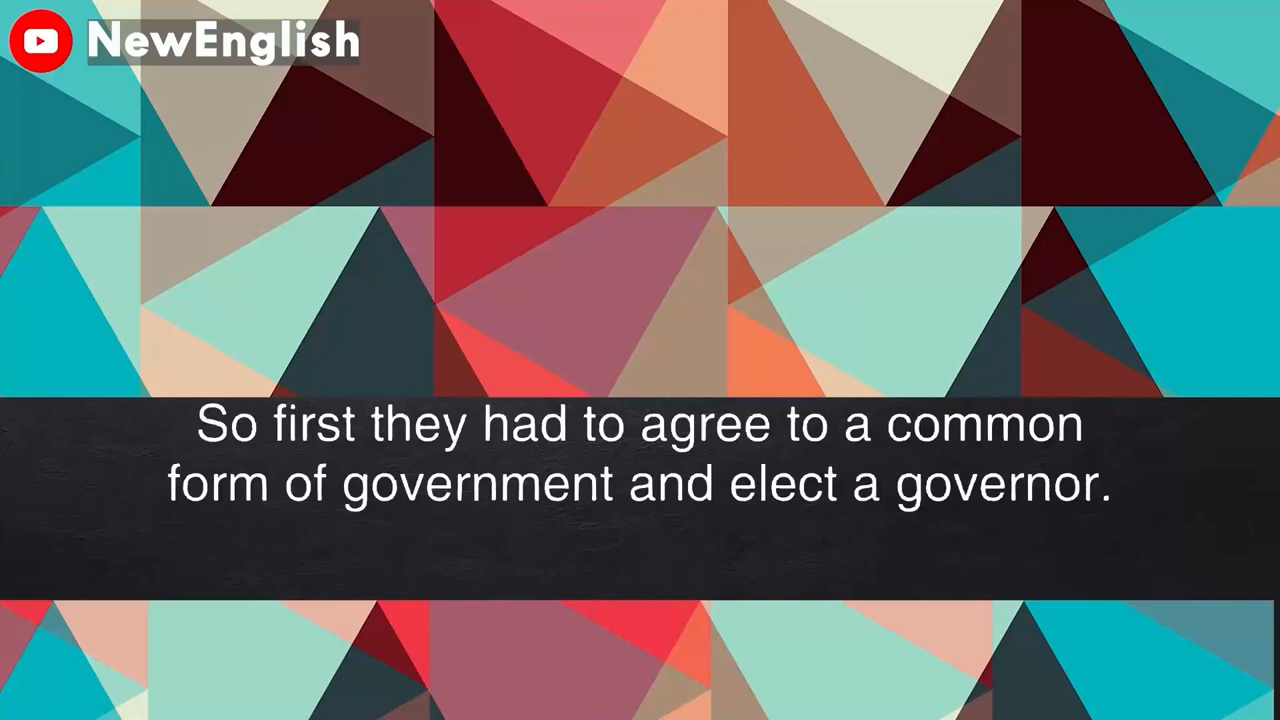 NewEnglish
So first they had to agree to a common
form of government and elect a governor.